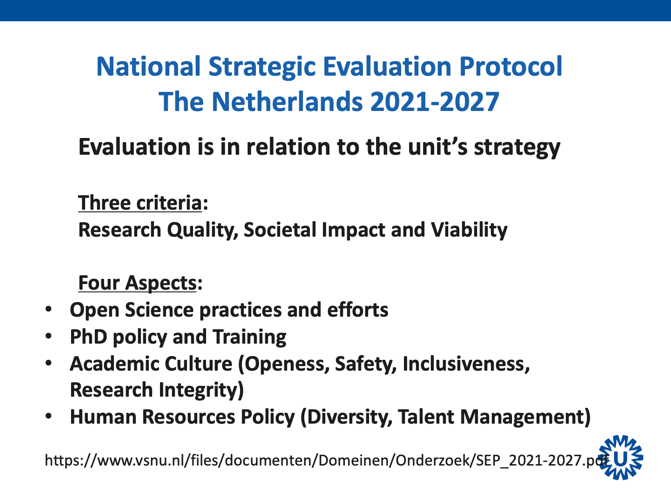 National Strategic Evaluation Protocol
The Netherlands 2021-2027
Evaluation is in relation to the unit's strategy
Three criteria:
Research Quality, Societal Impact and Viability
Four Aspects:
• Open Science practices and efforts
• PhD policy and Training
• Academic Culture (Openess, Safety, Inclusiveness,
Research Integrity)
• Human Resources Policy (Diversity, Talent Management)
https://www.vsnu.nl/files/documenten/Domeinen/Onderzoek/SEP_2021-2027.pdf
U